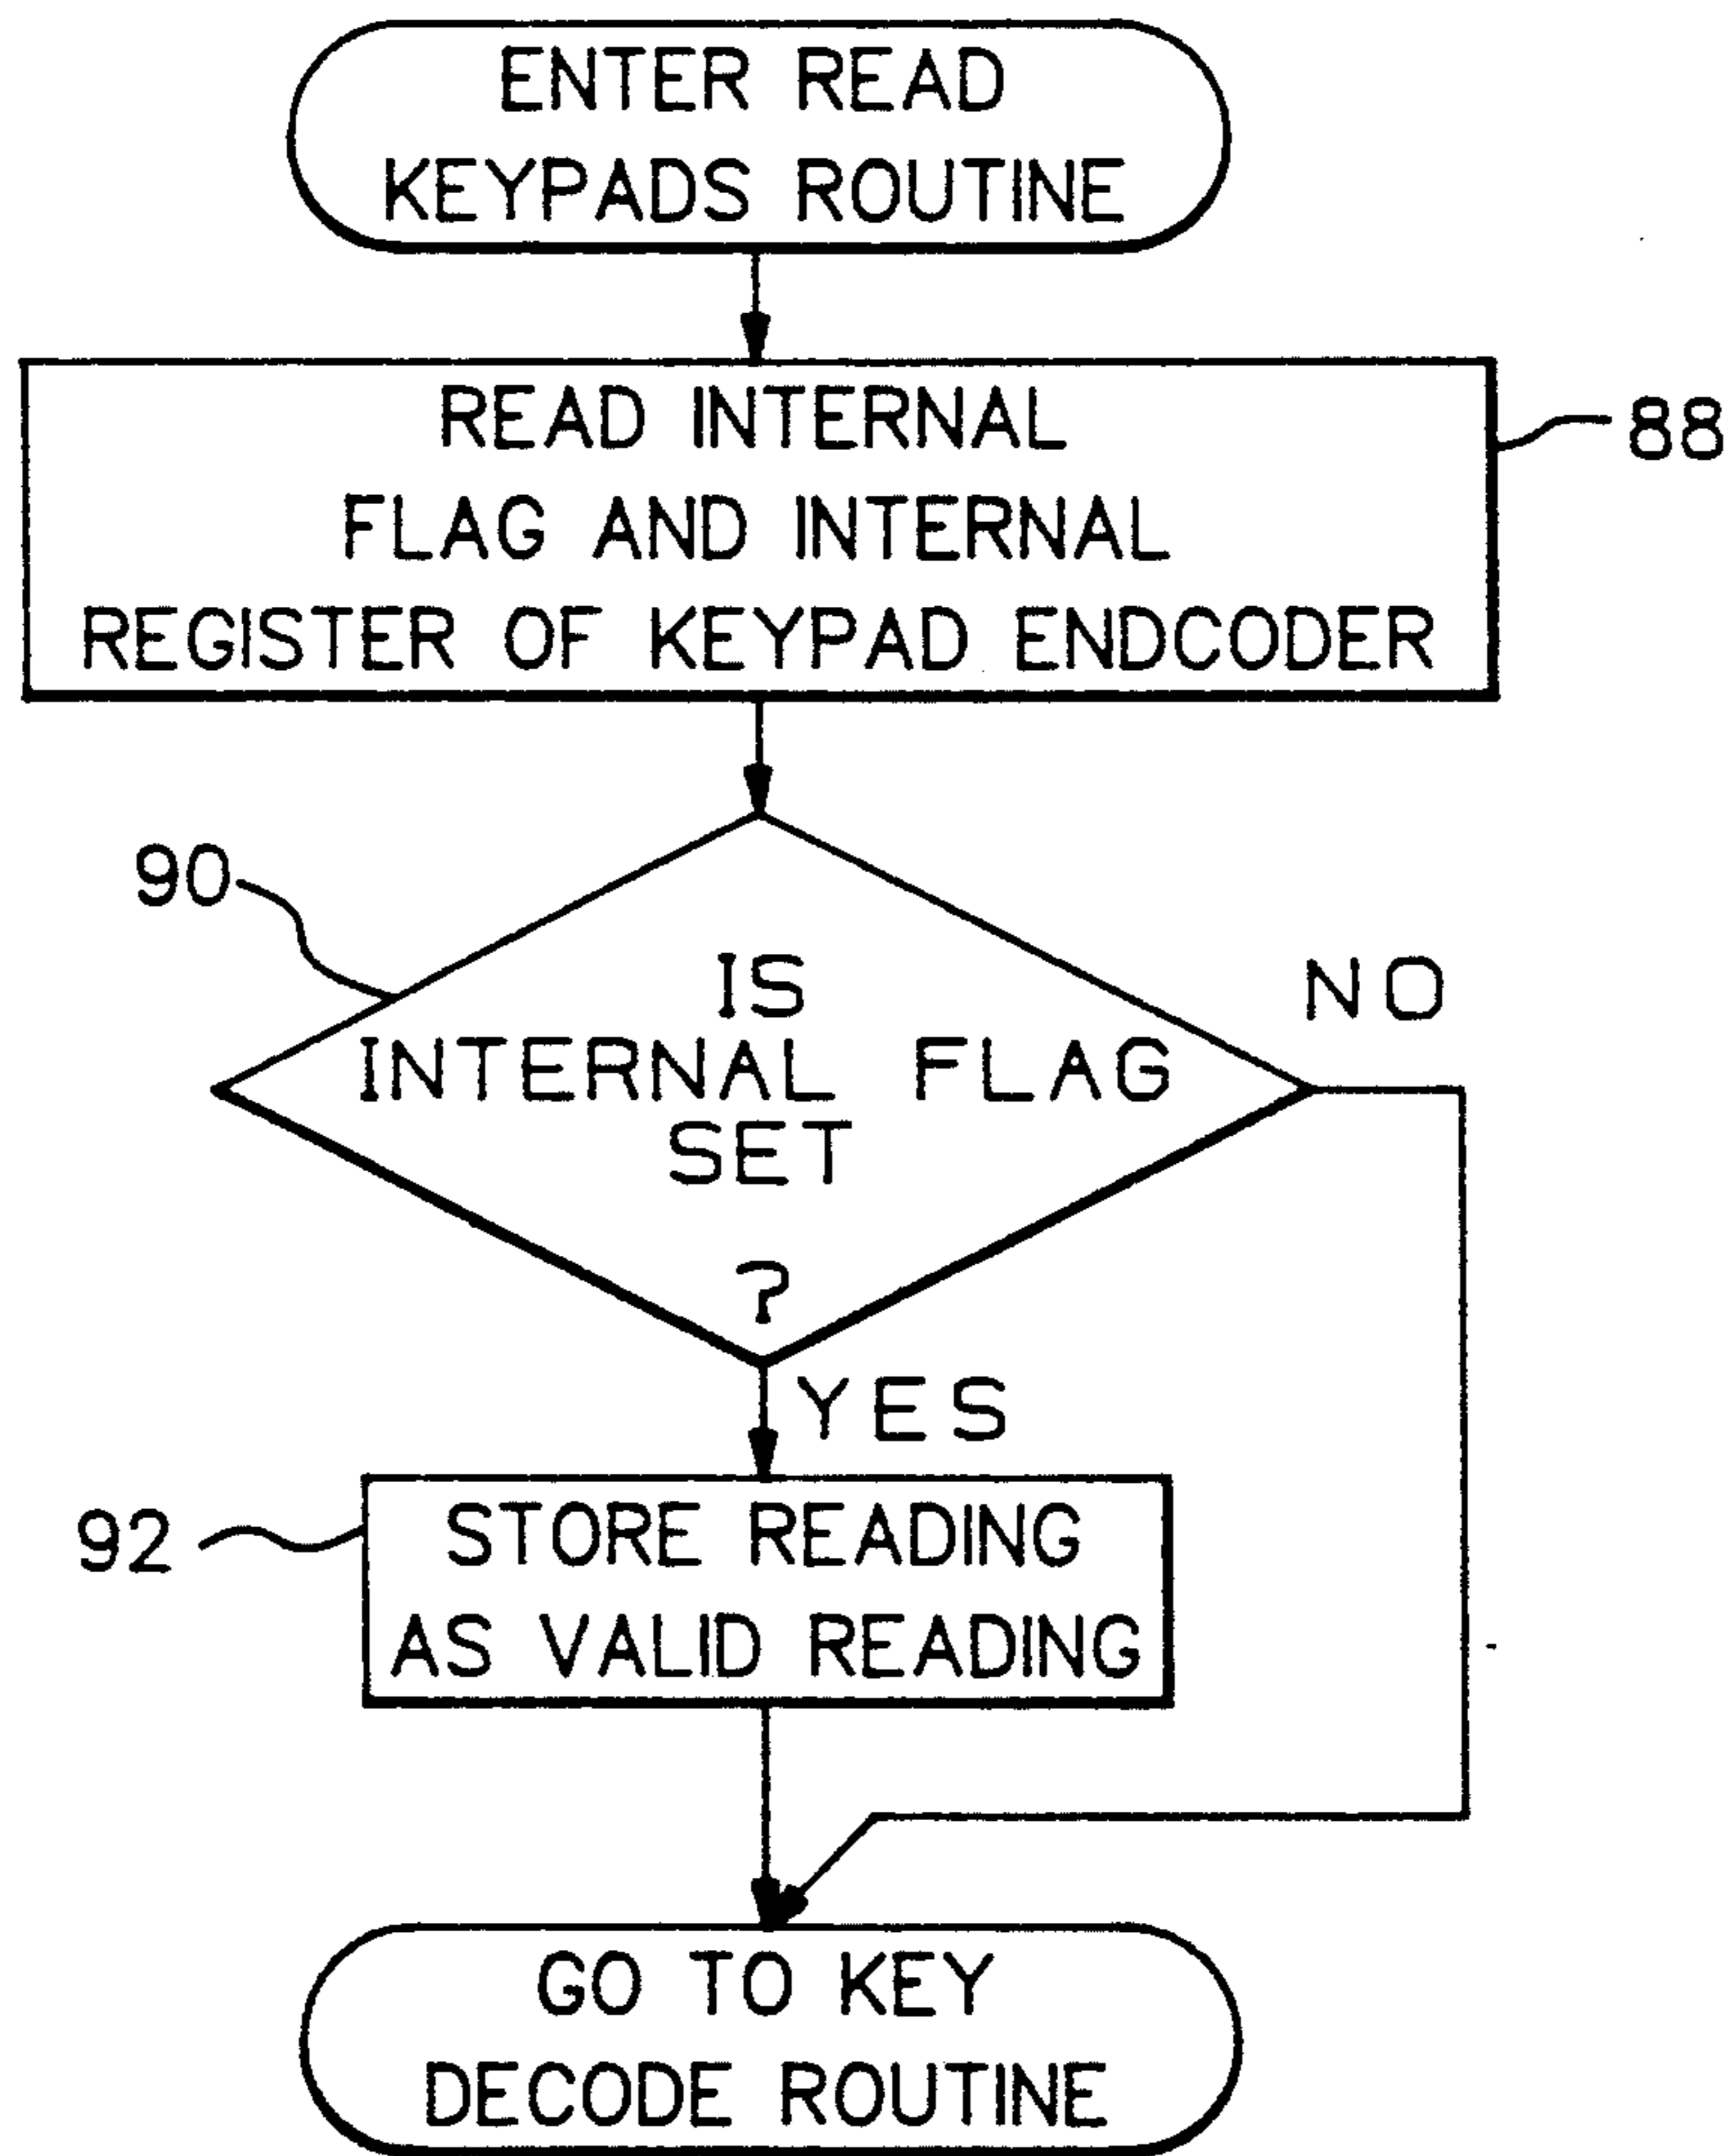 ENTER READ
KEYPADS ROUTINE
READ INTERNAL
FLAG AND INTERNAL
REGISTER OF KEYPAD ENDCODER
88
90
IS
INTERNAL FLAG
SET
?
NO
YES
92
STORE READING
AS VALID READING
GO TO KEY
DECODE ROUTINE